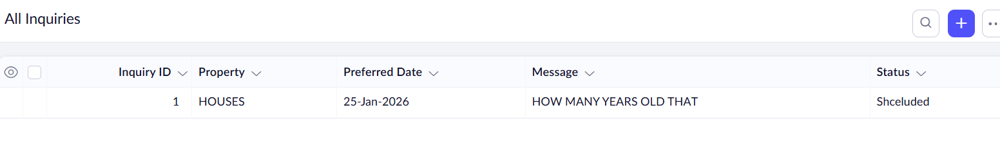 All Inquiries
Inquiry ID Property Preferred Date Message Status
1 HOUSES 25-Jan-2026 HOW MANY YEARS OLD THAT Shceluded